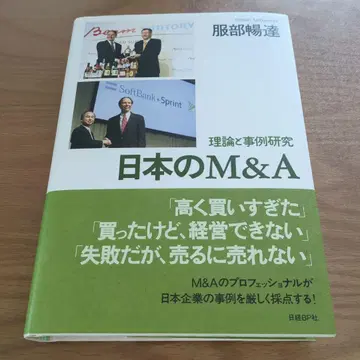 服部暢達
SoftBank & Sprint
理論と事例研究
日本のM&A
「高く買いすぎた」
「買ったけど、経営できない」
「失敗だが、売るに売れない」
M&Aのプロフェッショナルが
日本企業の事例を厳しく採点する!
日経BP社